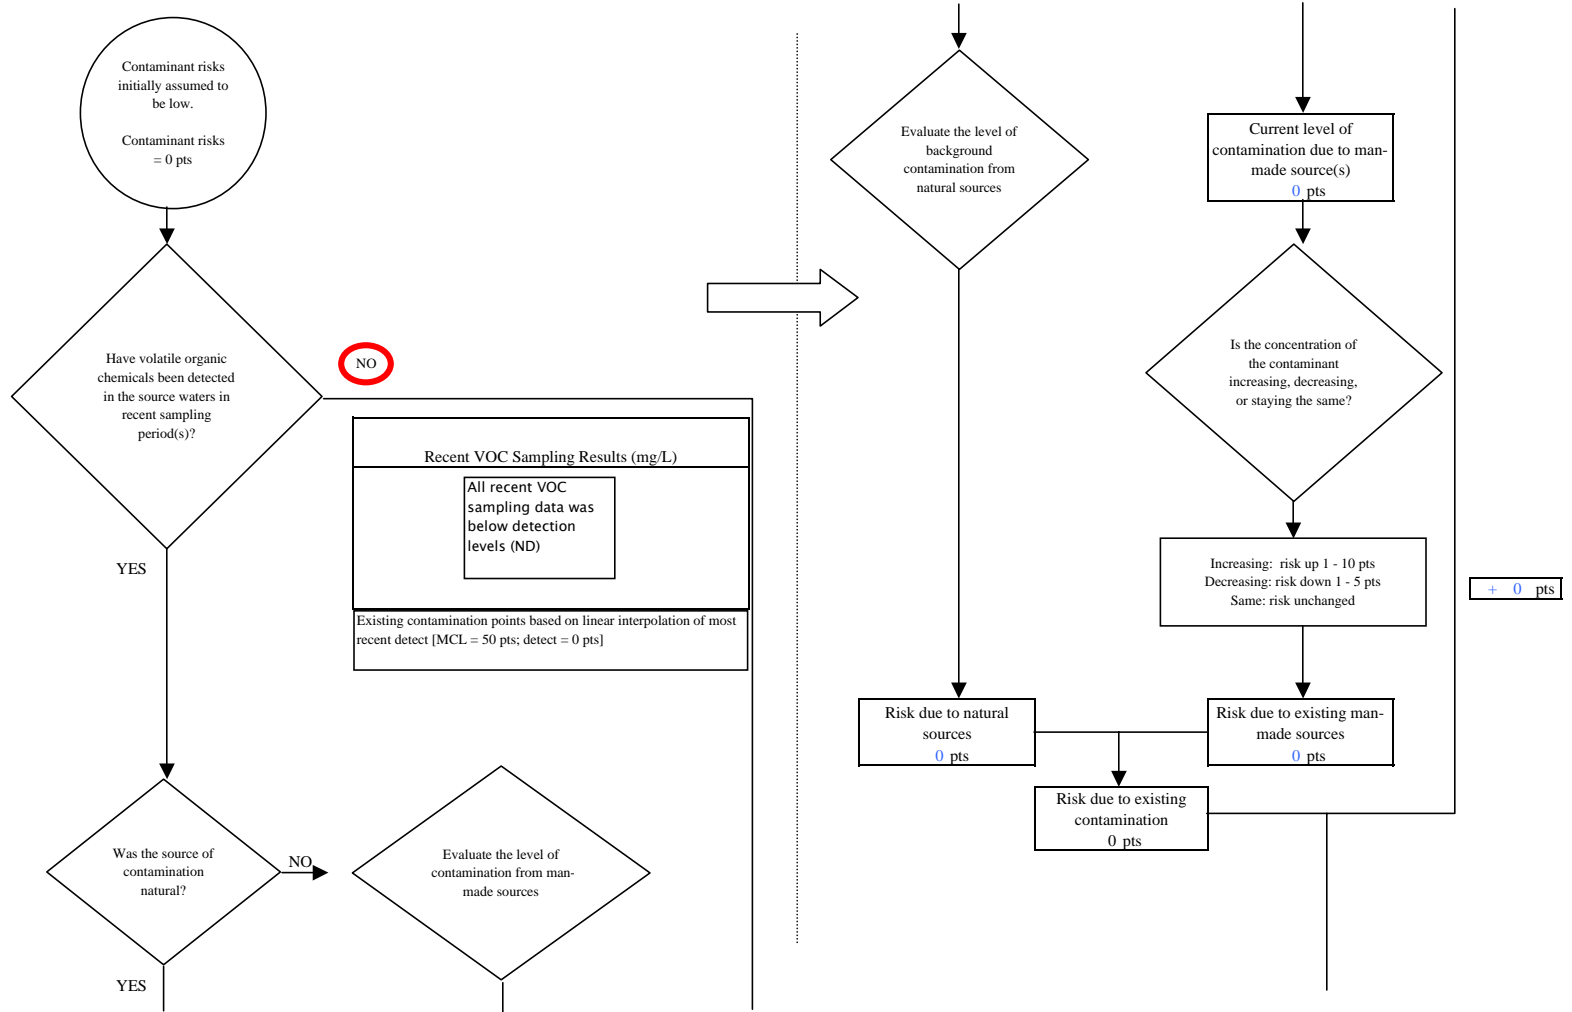 Contaminant risks
initially assumed to
be low.
Contaminant risks
= 0 pts
Have volatile organic
chemicals been detected
in the source waters in
recent sampling
period(s)?
NO
Recent VOC Sampling Results (mg/L)
All recent VOC
sampling data was
below detection
levels (ND)
Existing contamination points based on linear interpolation of most
recent detect [MCL = 50 pts; detect = 0 pts]
YES
Was the source of
contamination
natural?
NO
Evaluate the level of
contamination from man-
made sources
YES
Evaluate the level of
background
contamination from
natural sources
Current level of
contamination due to man-
made source(s)
0 pts
Is the concentration of
the contaminant
increasing, decreasing,
or staying the same?
Increasing: risk up 1 - 10 pts
Decreasing: risk down 1 - 5 pts
Same: risk unchanged
+ 0 pts
Risk due to natural
sources
0 pts
Risk due to existing man-
made sources
0 pts
Risk due to existing
contamination
0 pts